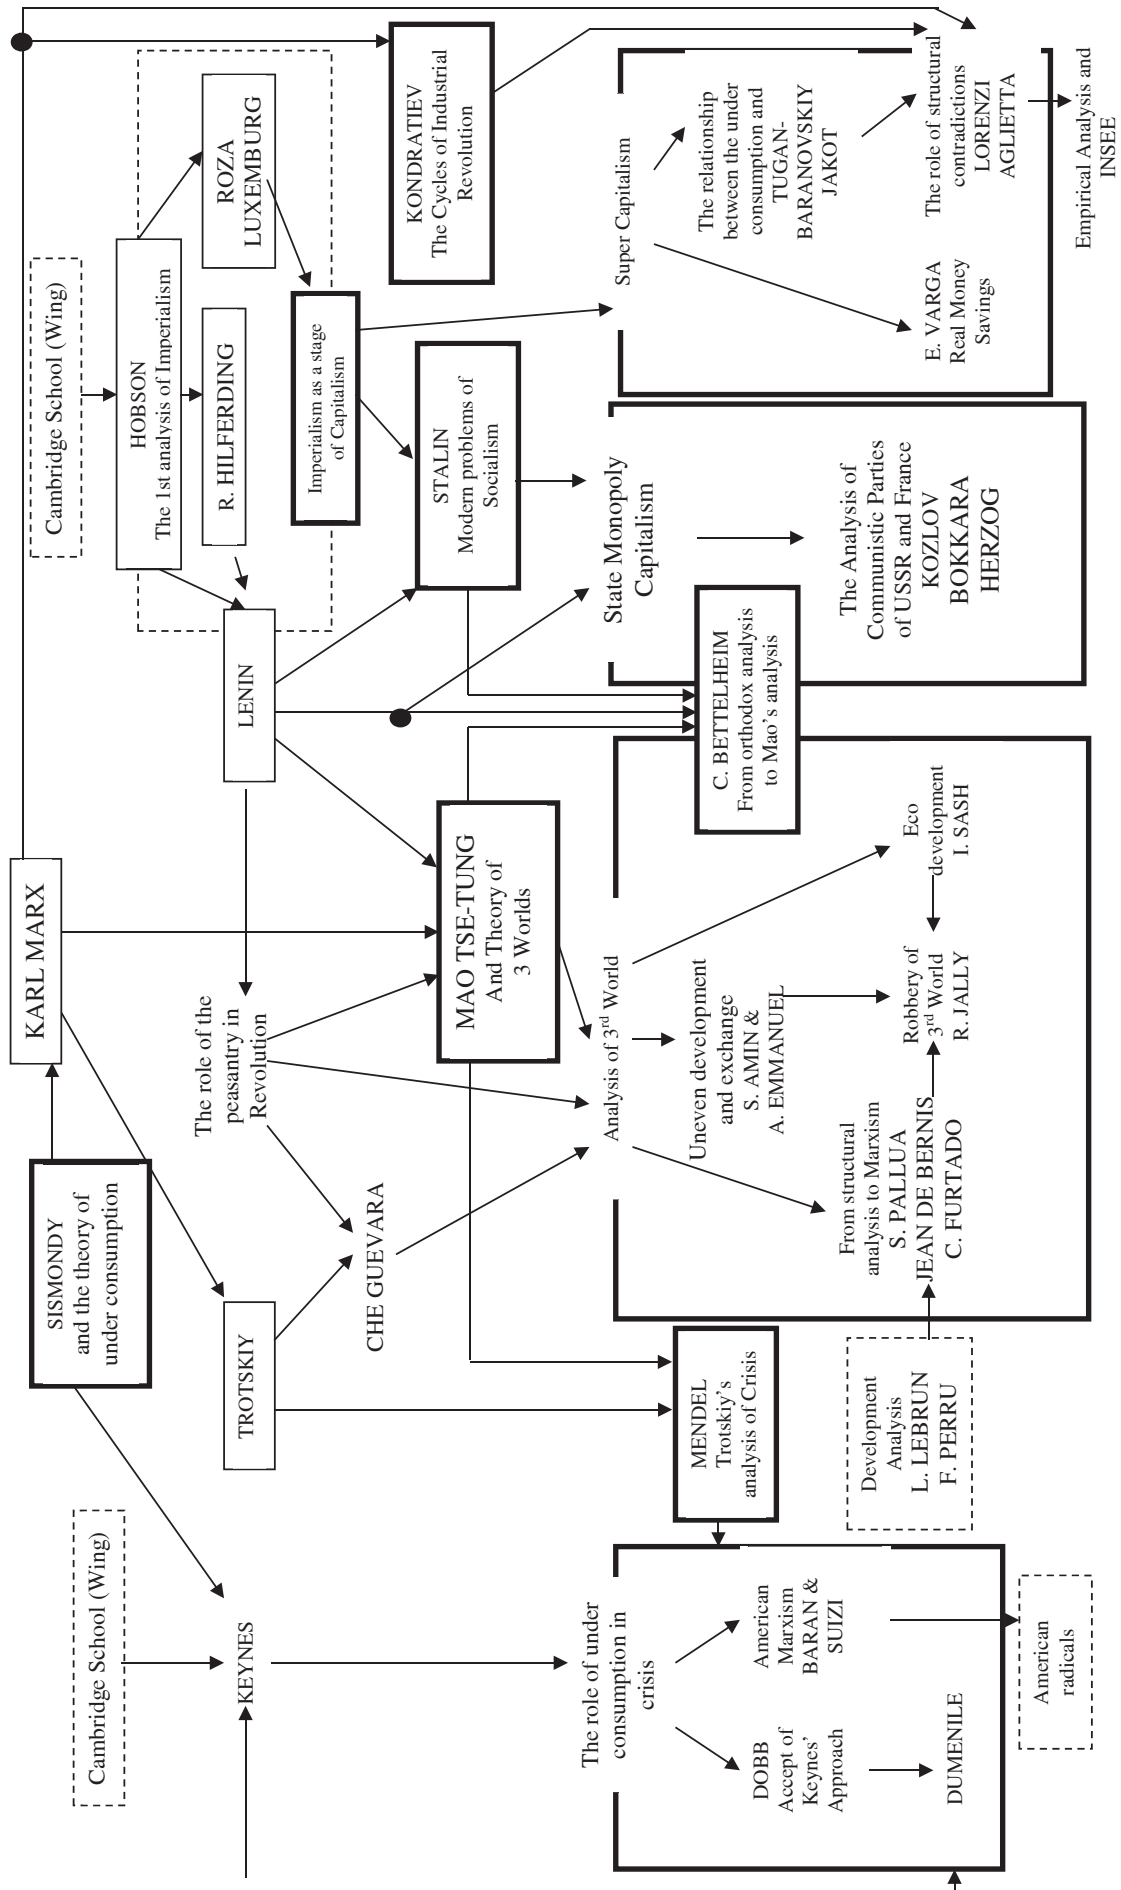 Cambridge School (Wing)
KEYNES
The role of under
consumption in
crisis
DOBB
Accept of
Keynes'
Approach
DUMENILE
American
Marxism
BARAN &
SUIZI
American
radicals
SISMONDY
and the theory of
under consumption
TROTSKIY
MENDEL
Trotskiy's
analysis of Crisis
Development
Analysis
L. LEBRUN
F. PERRU
KARL MARX
The role of the
peasantry in
Revolution
CHE GUEVARA
MAO TSE-TUNG
And Theory of
3 Worlds
Analysis of 3rd World
Uneven development
and exchange
S. AMIN &
A. EMMANUEL
From structural
analysis to Marxism
S. PALLUA
JEAN DE BERNIS
C. FURTADO
Robbery of
3rd World
R. JALLY
Eco
development
I. SASH
LENIN
C. BETTELHEIM
From orthodox analysis
to Mao's analysis
Cambridge School (Wing)
HOBSON
The 1st analysis of Imperialism
R. HILFERDING
ROZA
LUXEMBURG
Imperialism as a stage
of Capitalism
STALIN
Modern problems of
Socialism
State Monopoly
Capitalism
The Analysis of
Communistic Parties
of USSR and France
KOZLOV
BOKKARA
HERZOG
KONDRATIEV
The Cycles of Industrial
Revolution
Super Capitalism
The relationship
between the under
consumption and
TUGAN-
BARANOVSKIY
JAKOT
E. VARGA
Real Money
Savings
The role of structural
contradictions
LORENZI
AGLIETTA
Empirical Analysis and
INSEE